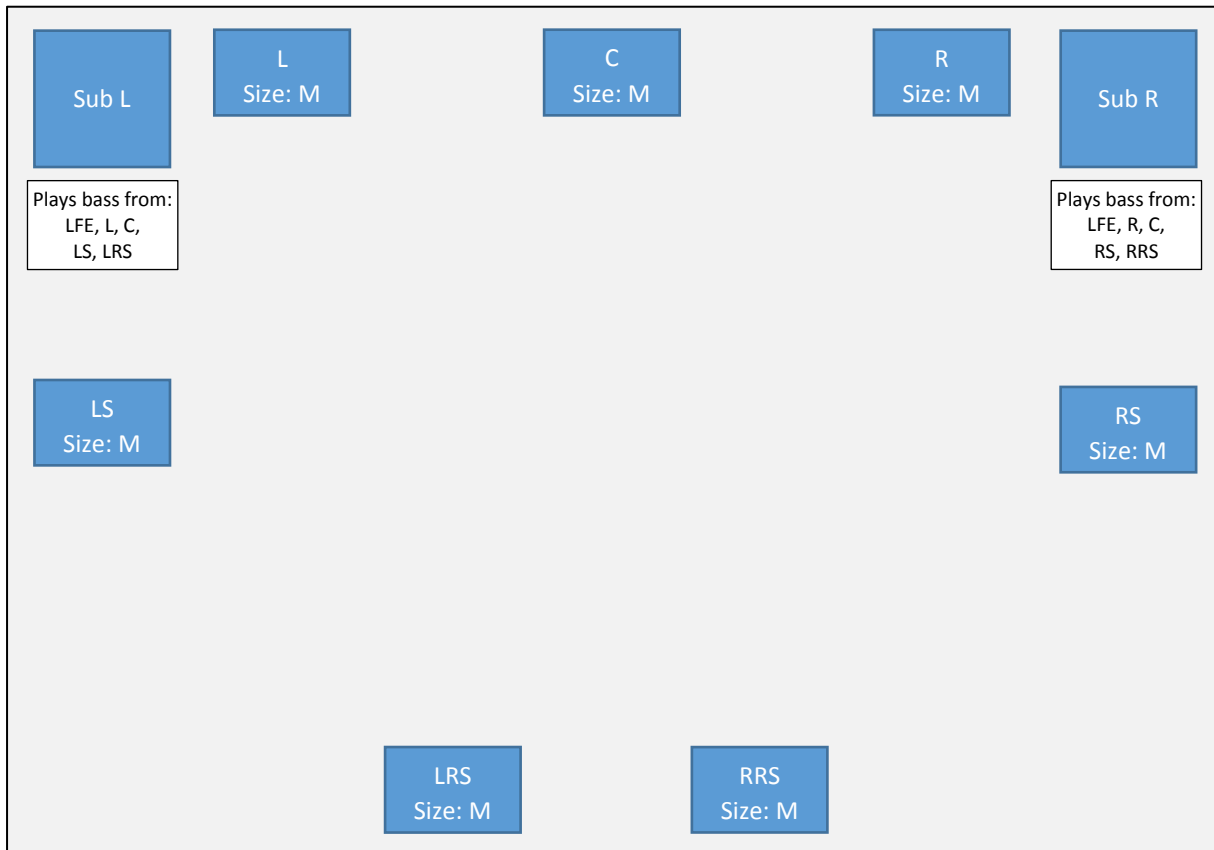 Sub L
L
Size: M
C
Size: M
R
Size: M
Sub R
Plays bass from:
LFE, L, C,
LS, LRS
Plays bass from:
LFE, R, C,
RS, RRS
LS
Size: M
RS
Size: M
LRS
Size: M
RRS
Size: M